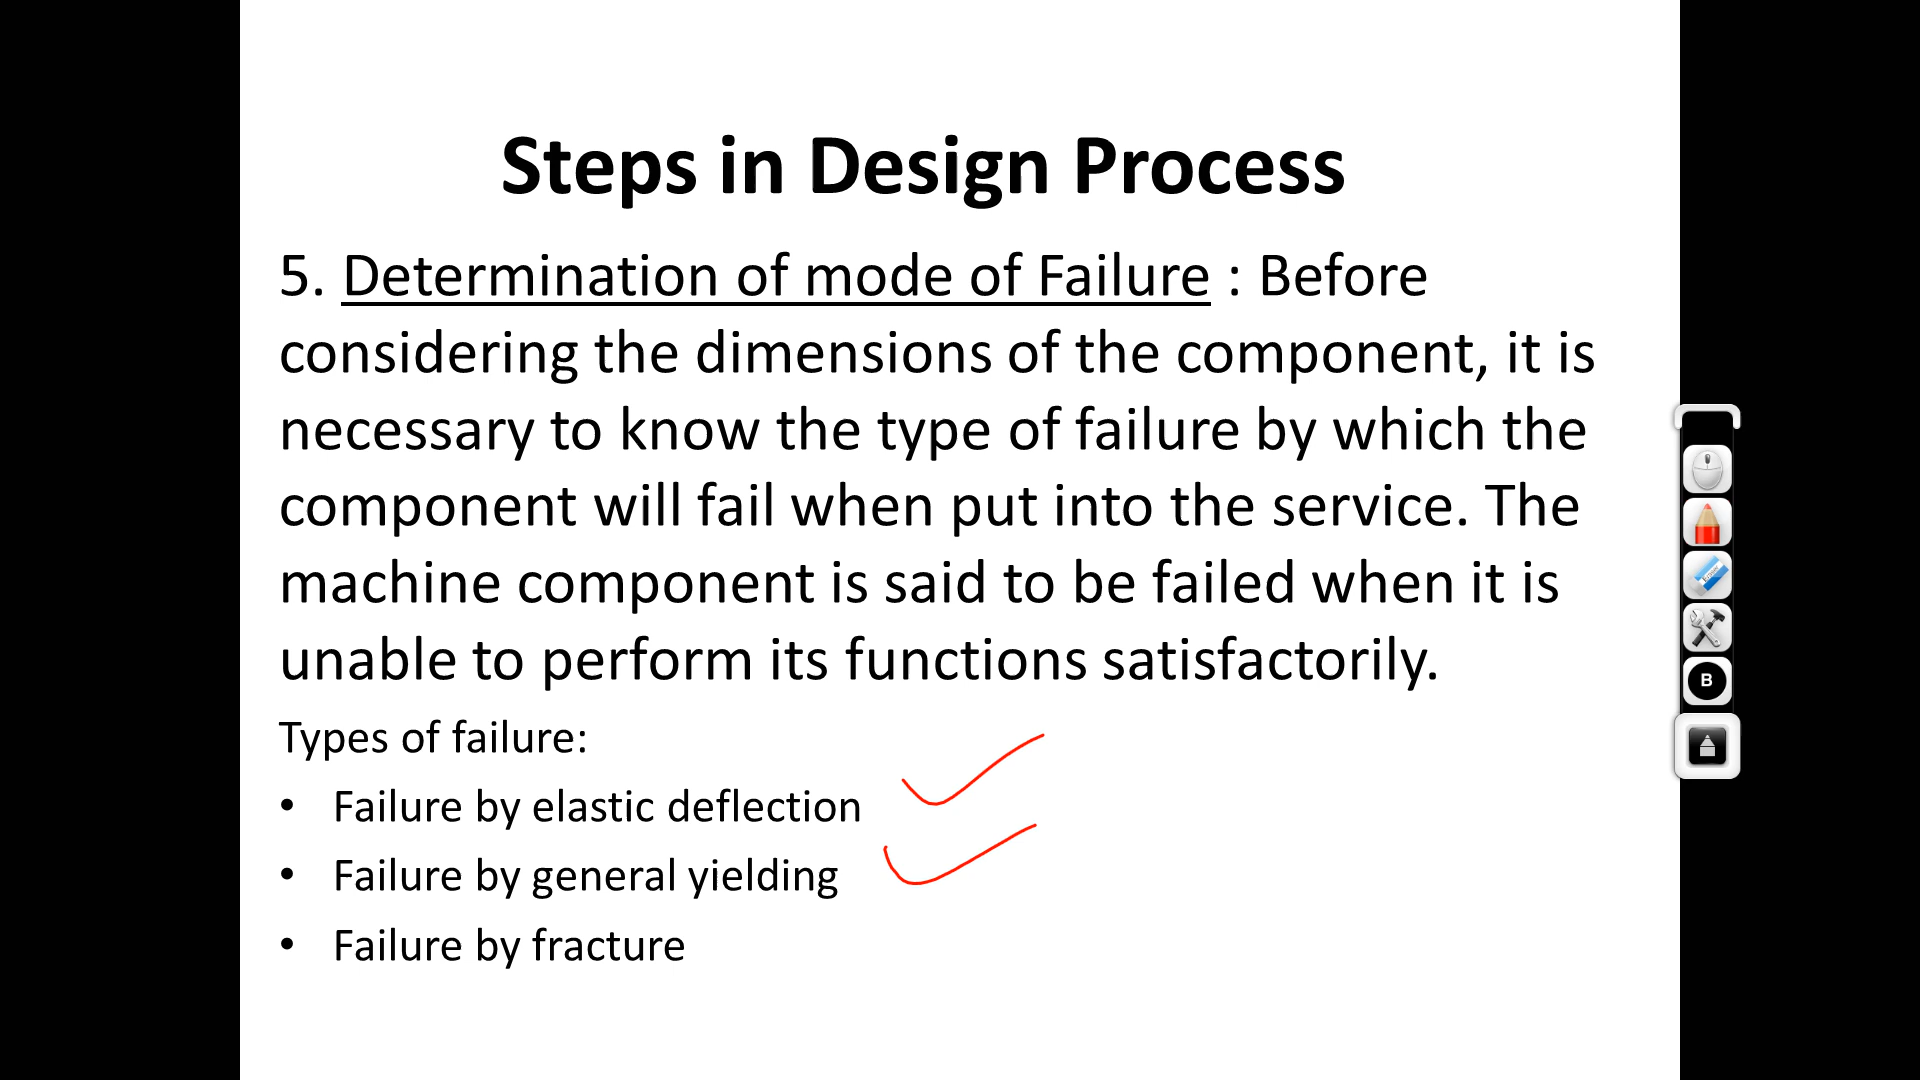 Steps in Design Process
5. Determination of mode of Failure : Before
considering the dimensions of the component, it is
necessary to know the type of failure by which the
component will fail when put into the service. The
machine component is said to be failed when it is
unable to perform its functions satisfactorily.
Types of failure:
• Failure by elastic deflection
• Failure by general yielding
• Failure by fracture
B